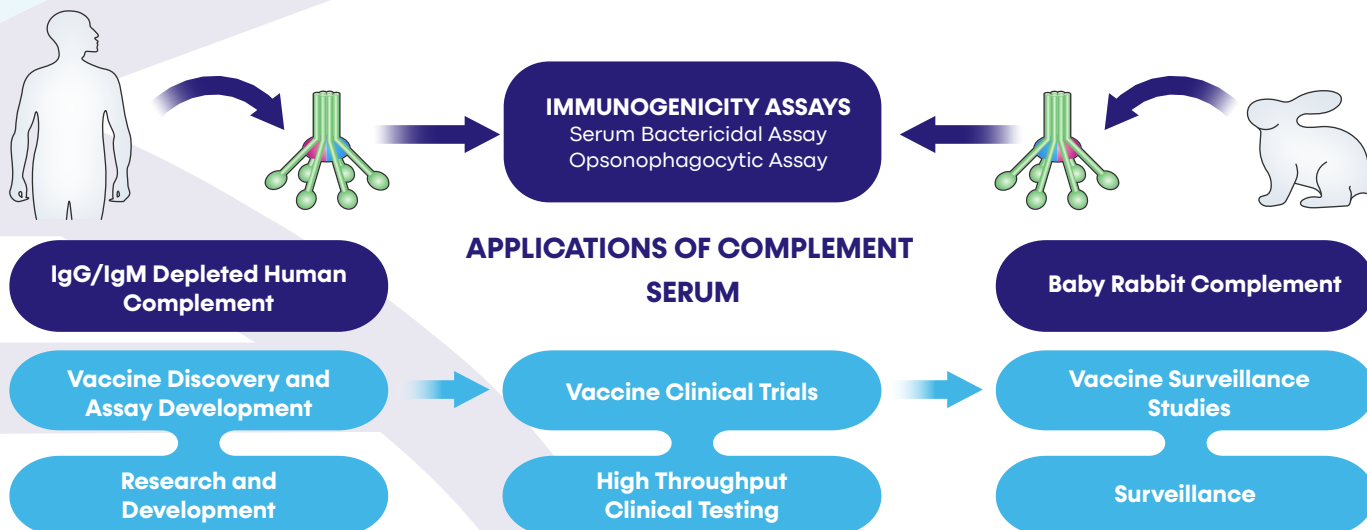 IMMUNOGENICITY ASSAYS
Serum Bactericidal Assay
Opsonophagocytic Assay
APPLICATIONS OF COMPLEMENT
SERUM
IgG/IgM Depleted Human
Complement
Baby Rabbit Complement
Vaccine Discovery and
Assay Development
Vaccine Clinical Trials
Vaccine Surveillance
Studies
Research and
Development
High Throughput
Clinical Testing
Surveillance